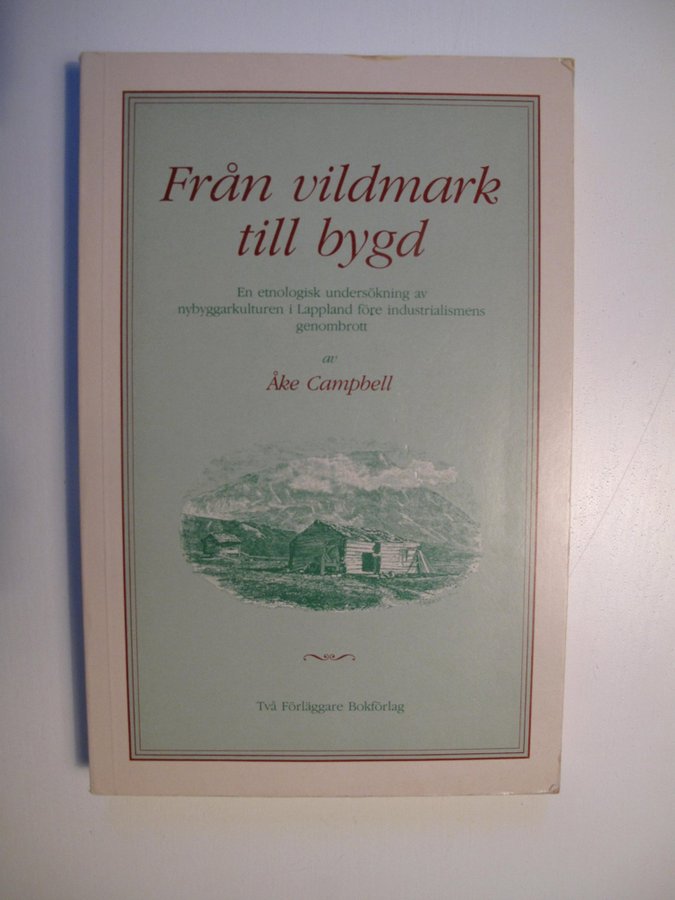 Från vildmark
till bygd
En etnologisk undersökning av
nybyggarkulturen i Lappland före industrialismens
genombrott
av
Åke Campbell
Två Förläggare Bokförlag